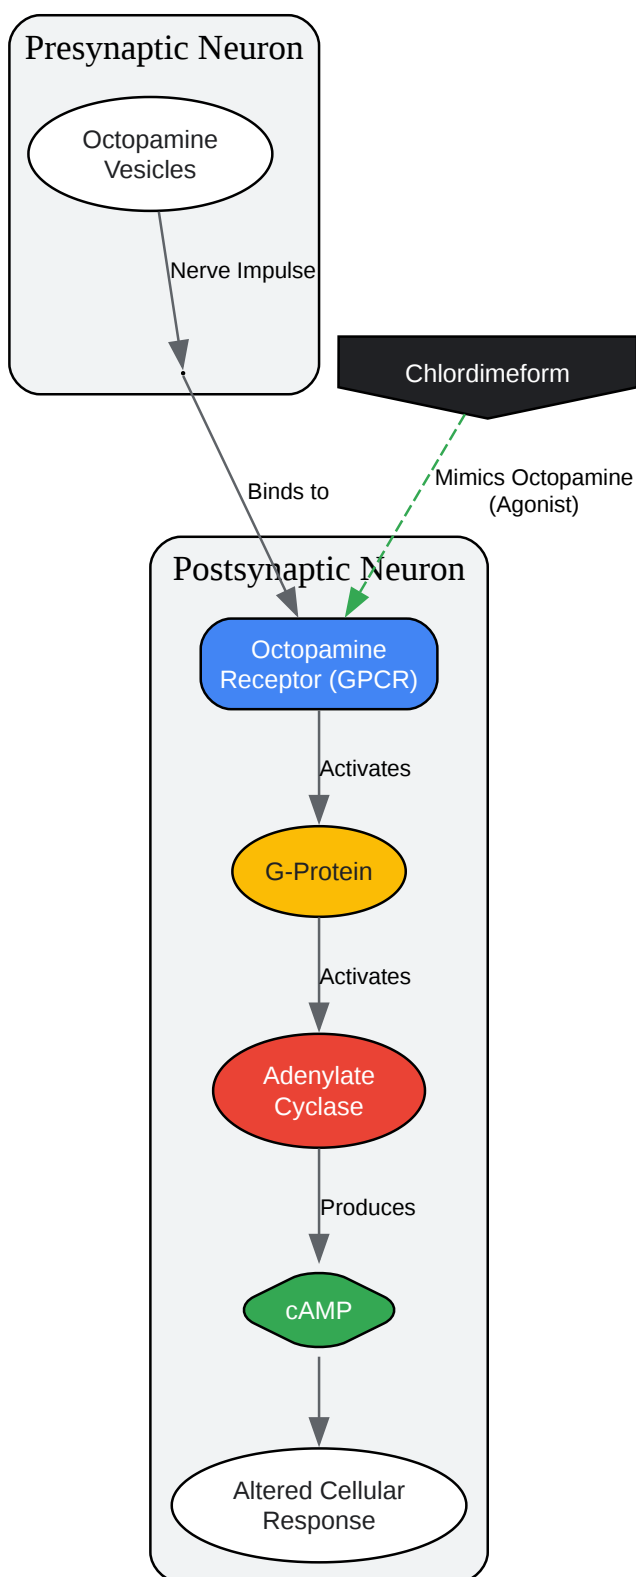 Presynaptic Neuron
Octopamine
Vesicles
Nerve Impulse
Chlordimeform
Binds to
Mimics Octopamine
(Agonist)
Postsynaptic Neuron
Octopamine
Receptor (GPCR)
Activates
G-Protein
Activates
Adenylate
Cyclase
Produces
cAMP
Altered Cellular
Response